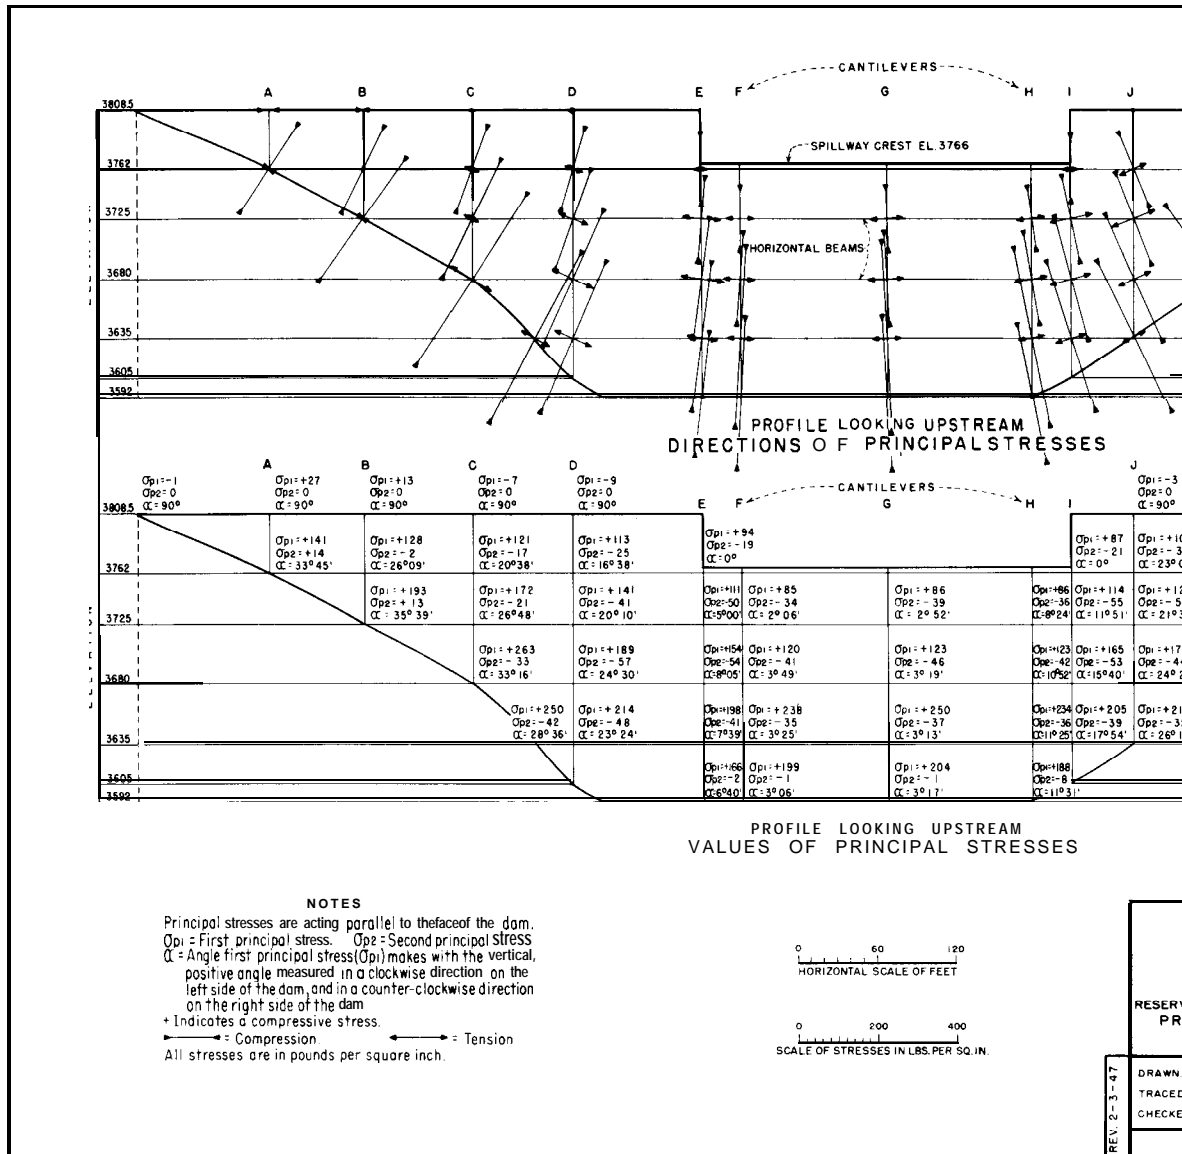 CANTILEVERS
A B C D E F G H I J
3808.5
SPILLWAY CREST EL. 3766
3762
3725
HORIZONTAL BEAMS
3680
3635
3605
3592
PROFILE LOOKING UPSTREAM
DIRECTIONS OF PRINCIPAL STRESSES
A B C D J
σp1=-1 σp1=+27 σp1=+13 σp1=-7 σp1=-9 σp1=-3
σp2=0 σp2=0 σp2=0 σp2=0 σp2=0 σp2=0
α=90° α=90° α=90° α=90° α=90° α=90°
CANTILEVERS
E F G H I
3808.5
σp1=+94
σp2=-19
α=0°
σp1=+141 σp1=+128 σp1=+121 σp1=+113 σp1=+87
σp2=+14 σp2=-2 σp2=-17 σp2=-25 σp2=-21
α=33°45' α=26°09' α=20°38' α=16°38' α=0°
3762
σp1=+193 σp1=+172 σp1=+141 σp1=+111 σp1=+85 σp1=+86 σp1=+86 σp1=+114
σp2=+13 σp2=-21 σp2=-41 σp2=-50 σp2=-34 σp2=-39 σp2=-36 σp2=-55
α=35°39' α=26°48' α=20°10' α=5°00' α=2°06' α=2°52' α=8°24' α=11°51'
3725
σp1=+263 σp1=+189 σp1=+154 σp1=+120 σp1=+123 σp1=+123 σp1=+165
σp2=-33 σp2=-57 σp2=-54 σp2=-41 σp2=-46 σp2=-42 σp2=-53
α=33°16' α=24°30' α=8°05' α=3°49' α=3°19' α=10°52' α=15°40'
3680
σp1=+250 σp1=+214 σp1=+198 σp1=+238 σp1=+250 σp1=+234 σp1=+205
σp2=-42 σp2=-48 σp2=-41 σp2=-35 σp2=-37 σp2=-36 σp2=-39
α=28°36' α=23°24' α=7°39' α=3°25' α=3°13' α=11°25' α=17°54'
3635
σp1=+166 σp1=+199 σp1=+204 σp1=+188
σp2=-2 σp2=-1 σp2=-1 σp2=-8
α=6°40' α=3°06' α=3°17' α=11°31'
3605
3592
PROFILE LOOKING UPSTREAM
VALUES OF PRINCIPAL STRESSES
NOTES
Principal stresses are acting parallel to thefaceof the dam.
σp1 = First principal stress. σp2 = Second principal stress
α = Angle first principal stress (σp1) makes with the vertical,
positive angle measured in a clockwise direction on the
left side of the dam, and in a counter-clockwise direction
on the right side of the dam
+ Indicates a compressive stress.
= Compression. = Tension
All stresses are in pounds per square inch.
0 60 120
HORIZONTAL SCALE OF FEET
0 200 400
SCALE OF STRESSES IN LBS. PER SQ. IN.
RESERV
PR
DRAWN
TRACED
CHECKE
REV. 2-3-47